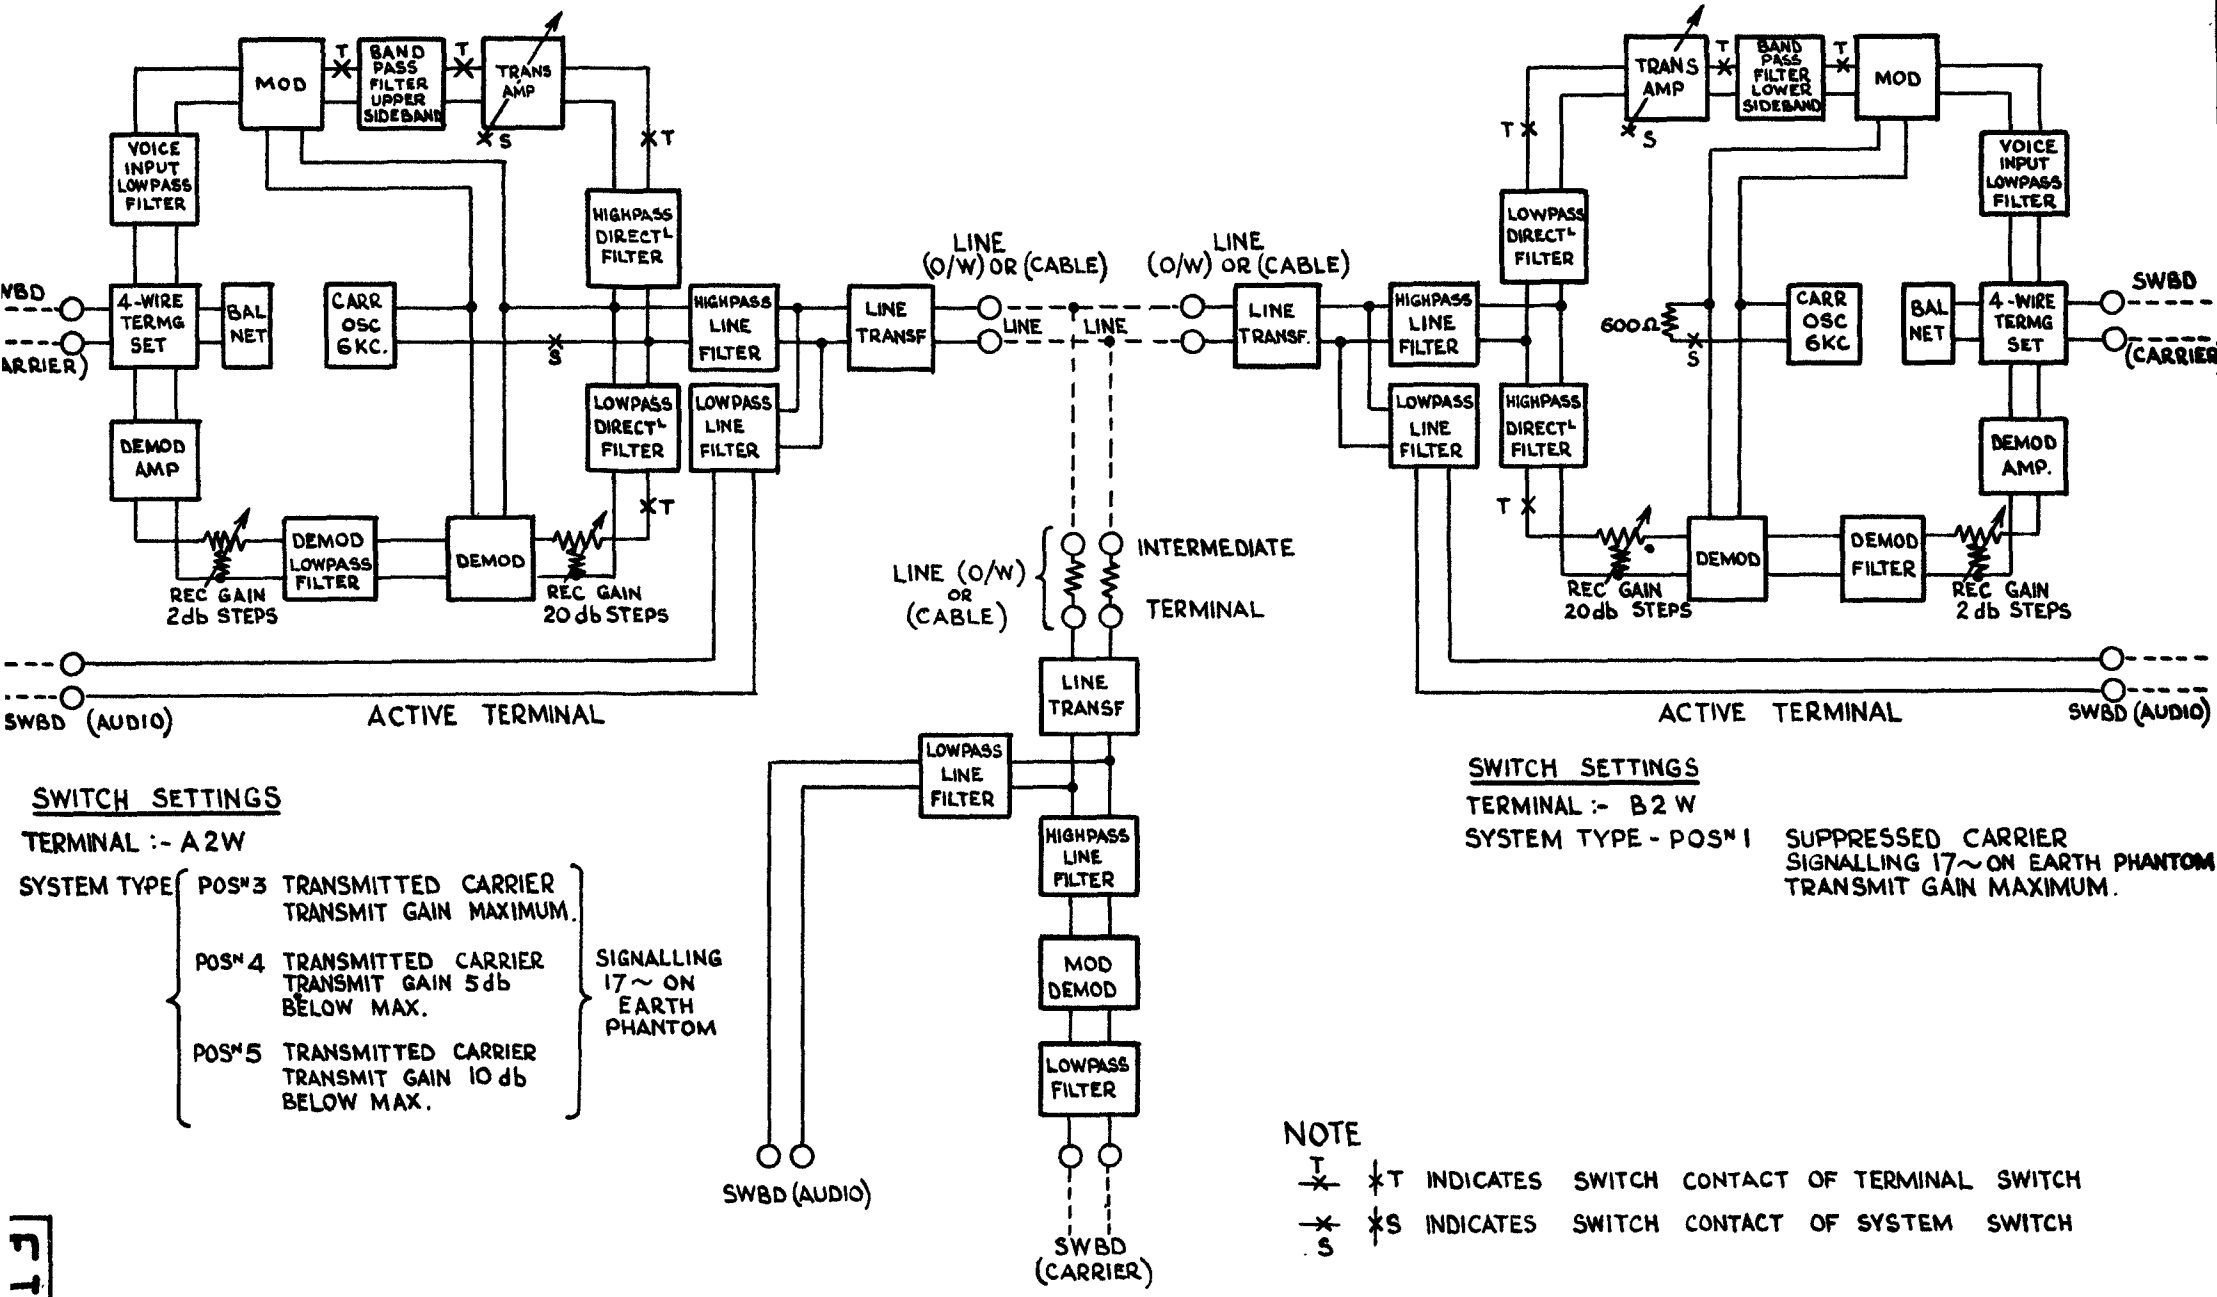 MOD
T
BAND
PASS
FILTER
UPPER
SIDEBAND
T
TRANS
AMP
S
T
VOICE
INPUT
LOWPASS
FILTER
HIGHPASS
DIRECTL
FILTER
4-WIRE
TERMG
SET
BAL
NET
CARR
OSC
6KC.
S
HIGHPASS
LINE
FILTER
LINE
TRANSF
LINE
(O/W) OR (CABLE)
LINE
LINE
LINE
(O/W) OR (CABLE)
DEMOD
AMP
LOWPASS
DIRECTL
FILTER
LOWPASS
LINE
FILTER
T
DEMOD
LOWPASS
FILTER
DEMOD
REC GAIN
2db STEPS
REC GAIN
20db STEPS
SWBD (AUDIO)
ACTIVE TERMINAL
TRANS
AMP
S
T
BAND
PASS
FILTER
LOWER
SIDEBAND
T
MOD
T
LOWPASS
DIRECTL
FILTER
VOICE
INPUT
LOWPASS
FILTER
LINE
TRANSF.
HIGHPASS
LINE
FILTER
600Ω
S
CARR
OSC
6KC
BAL
NET
4-WIRE
TERMG
SET
SWBD
(CARRIER
LOWPASS
LINE
FILTER
HIGHPASS
DIRECTL
FILTER
DEMOD
AMP.
T
DEMOD
DEMOD
FILTER
REC GAIN
20db STEPS
REC GAIN
2db STEPS
ACTIVE TERMINAL
SWBD (AUDIO)
LINE (O/W)
OR
(CABLE)
INTERMEDIATE
TERMINAL
LINE
TRANSF
LOWPASS
LINE
FILTER
HIGHPASS
LINE
FILTER
MOD
DEMOD
LOWPASS
FILTER
SWBD (AUDIO)
SWBD
(CARRIER)
SWITCH SETTINGS
TERMINAL :- A2W
SYSTEM TYPE
POSN 3 TRANSMITTED CARRIER
TRANSMIT GAIN MAXIMUM.
POSN 4 TRANSMITTED CARRIER
TRANSMIT GAIN 5db
BELOW MAX.
POSN 5 TRANSMITTED CARRIER
TRANSMIT GAIN 10 db
BELOW MAX.
SIGNALLING
17~ ON
EARTH
PHANTOM
SWITCH SETTINGS
TERMINAL :- B2W
SYSTEM TYPE - POSN 1 SUPPRESSED CARRIER
SIGNALLING 17~ ON EARTH PHANTOM
TRANSMIT GAIN MAXIMUM.
NOTE
T T INDICATES SWITCH CONTACT OF TERMINAL SWITCH
S S INDICATES SWITCH CONTACT OF SYSTEM SWITCH